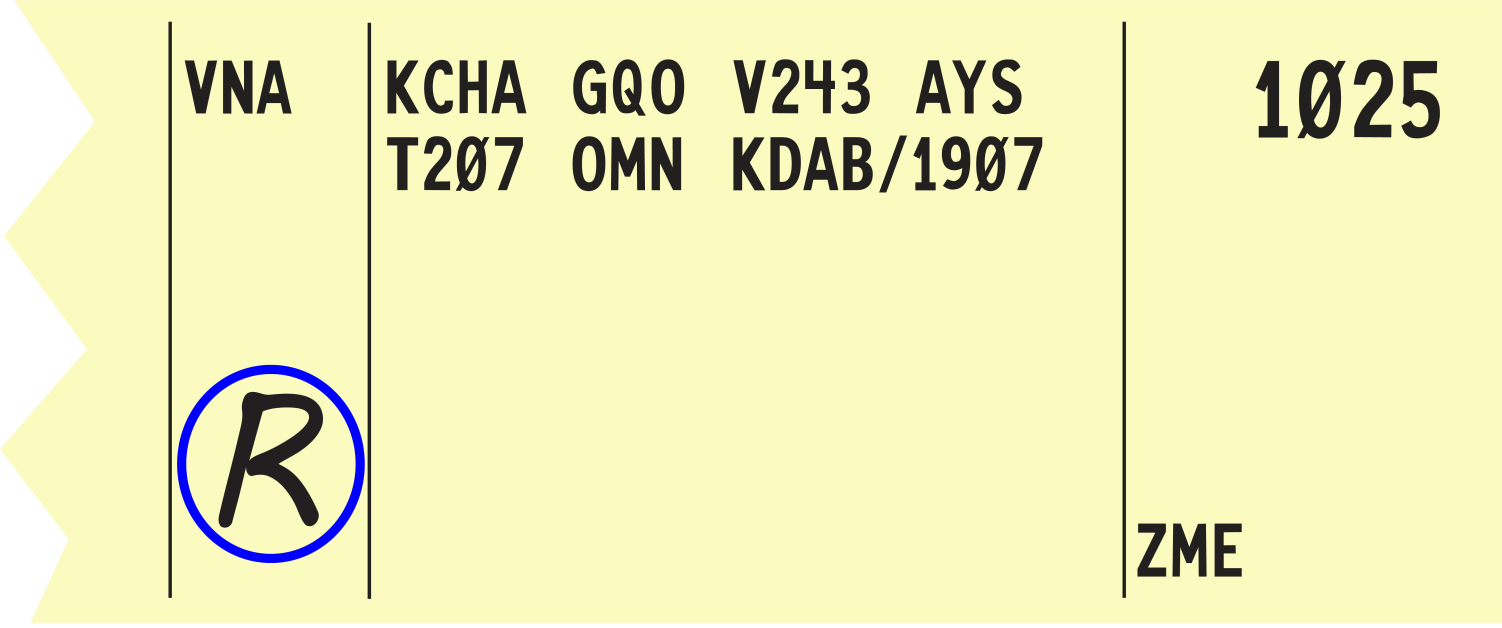 VNA
KCHA GQO V243 AYS
T2Ø7 OMN KDAB/19Ø7
1Ø25
R
ZME